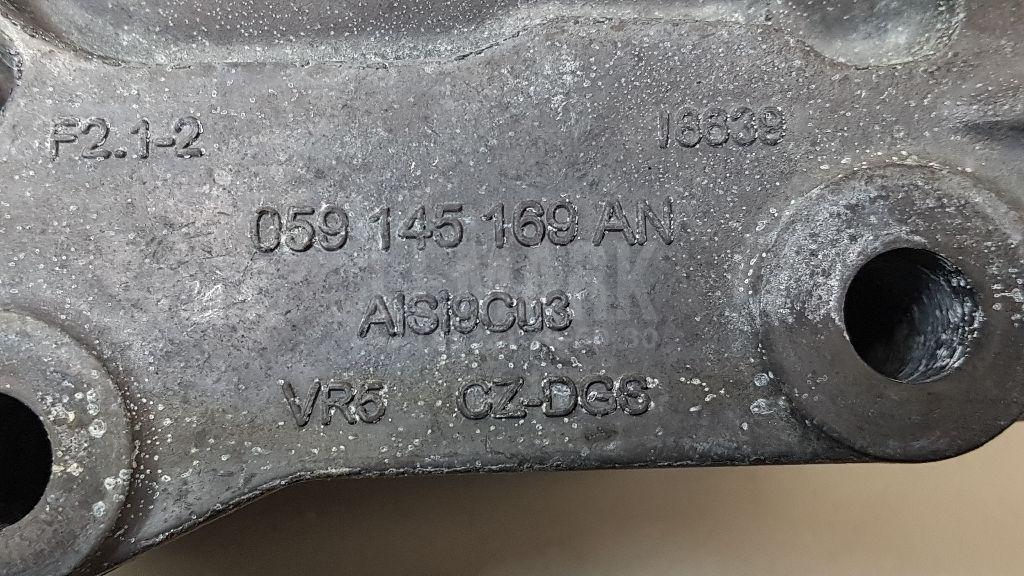 F2.1-2 16639
059 145 169 AN
AlSi9Cu3
VR5 CZ-DGS